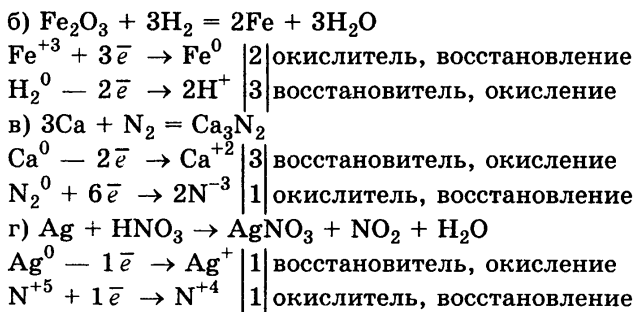 б) Fe₂O₃ + 3H₂ = 2Fe + 3H₂O
Fe⁺³ + 3e̅ → Fe⁰ |2| окислитель, восстановление
H₂⁰ — 2e̅ → 2H⁺ |3| восстановитель, окисление
в) 3Ca + N₂ = Ca₃N₂
Ca⁰ — 2e̅ → Ca⁺² |3| восстановитель, окисление
N₂⁰ + 6e̅ → 2N⁻³ |1| окислитель, восстановление
г) Ag + HNO₃ → AgNO₃ + NO₂ + H₂O
Ag⁰ — 1e̅ → Ag⁺ |1| восстановитель, окисление
N⁺⁵ + 1e̅ → N⁺⁴ |1| окислитель, восстановление